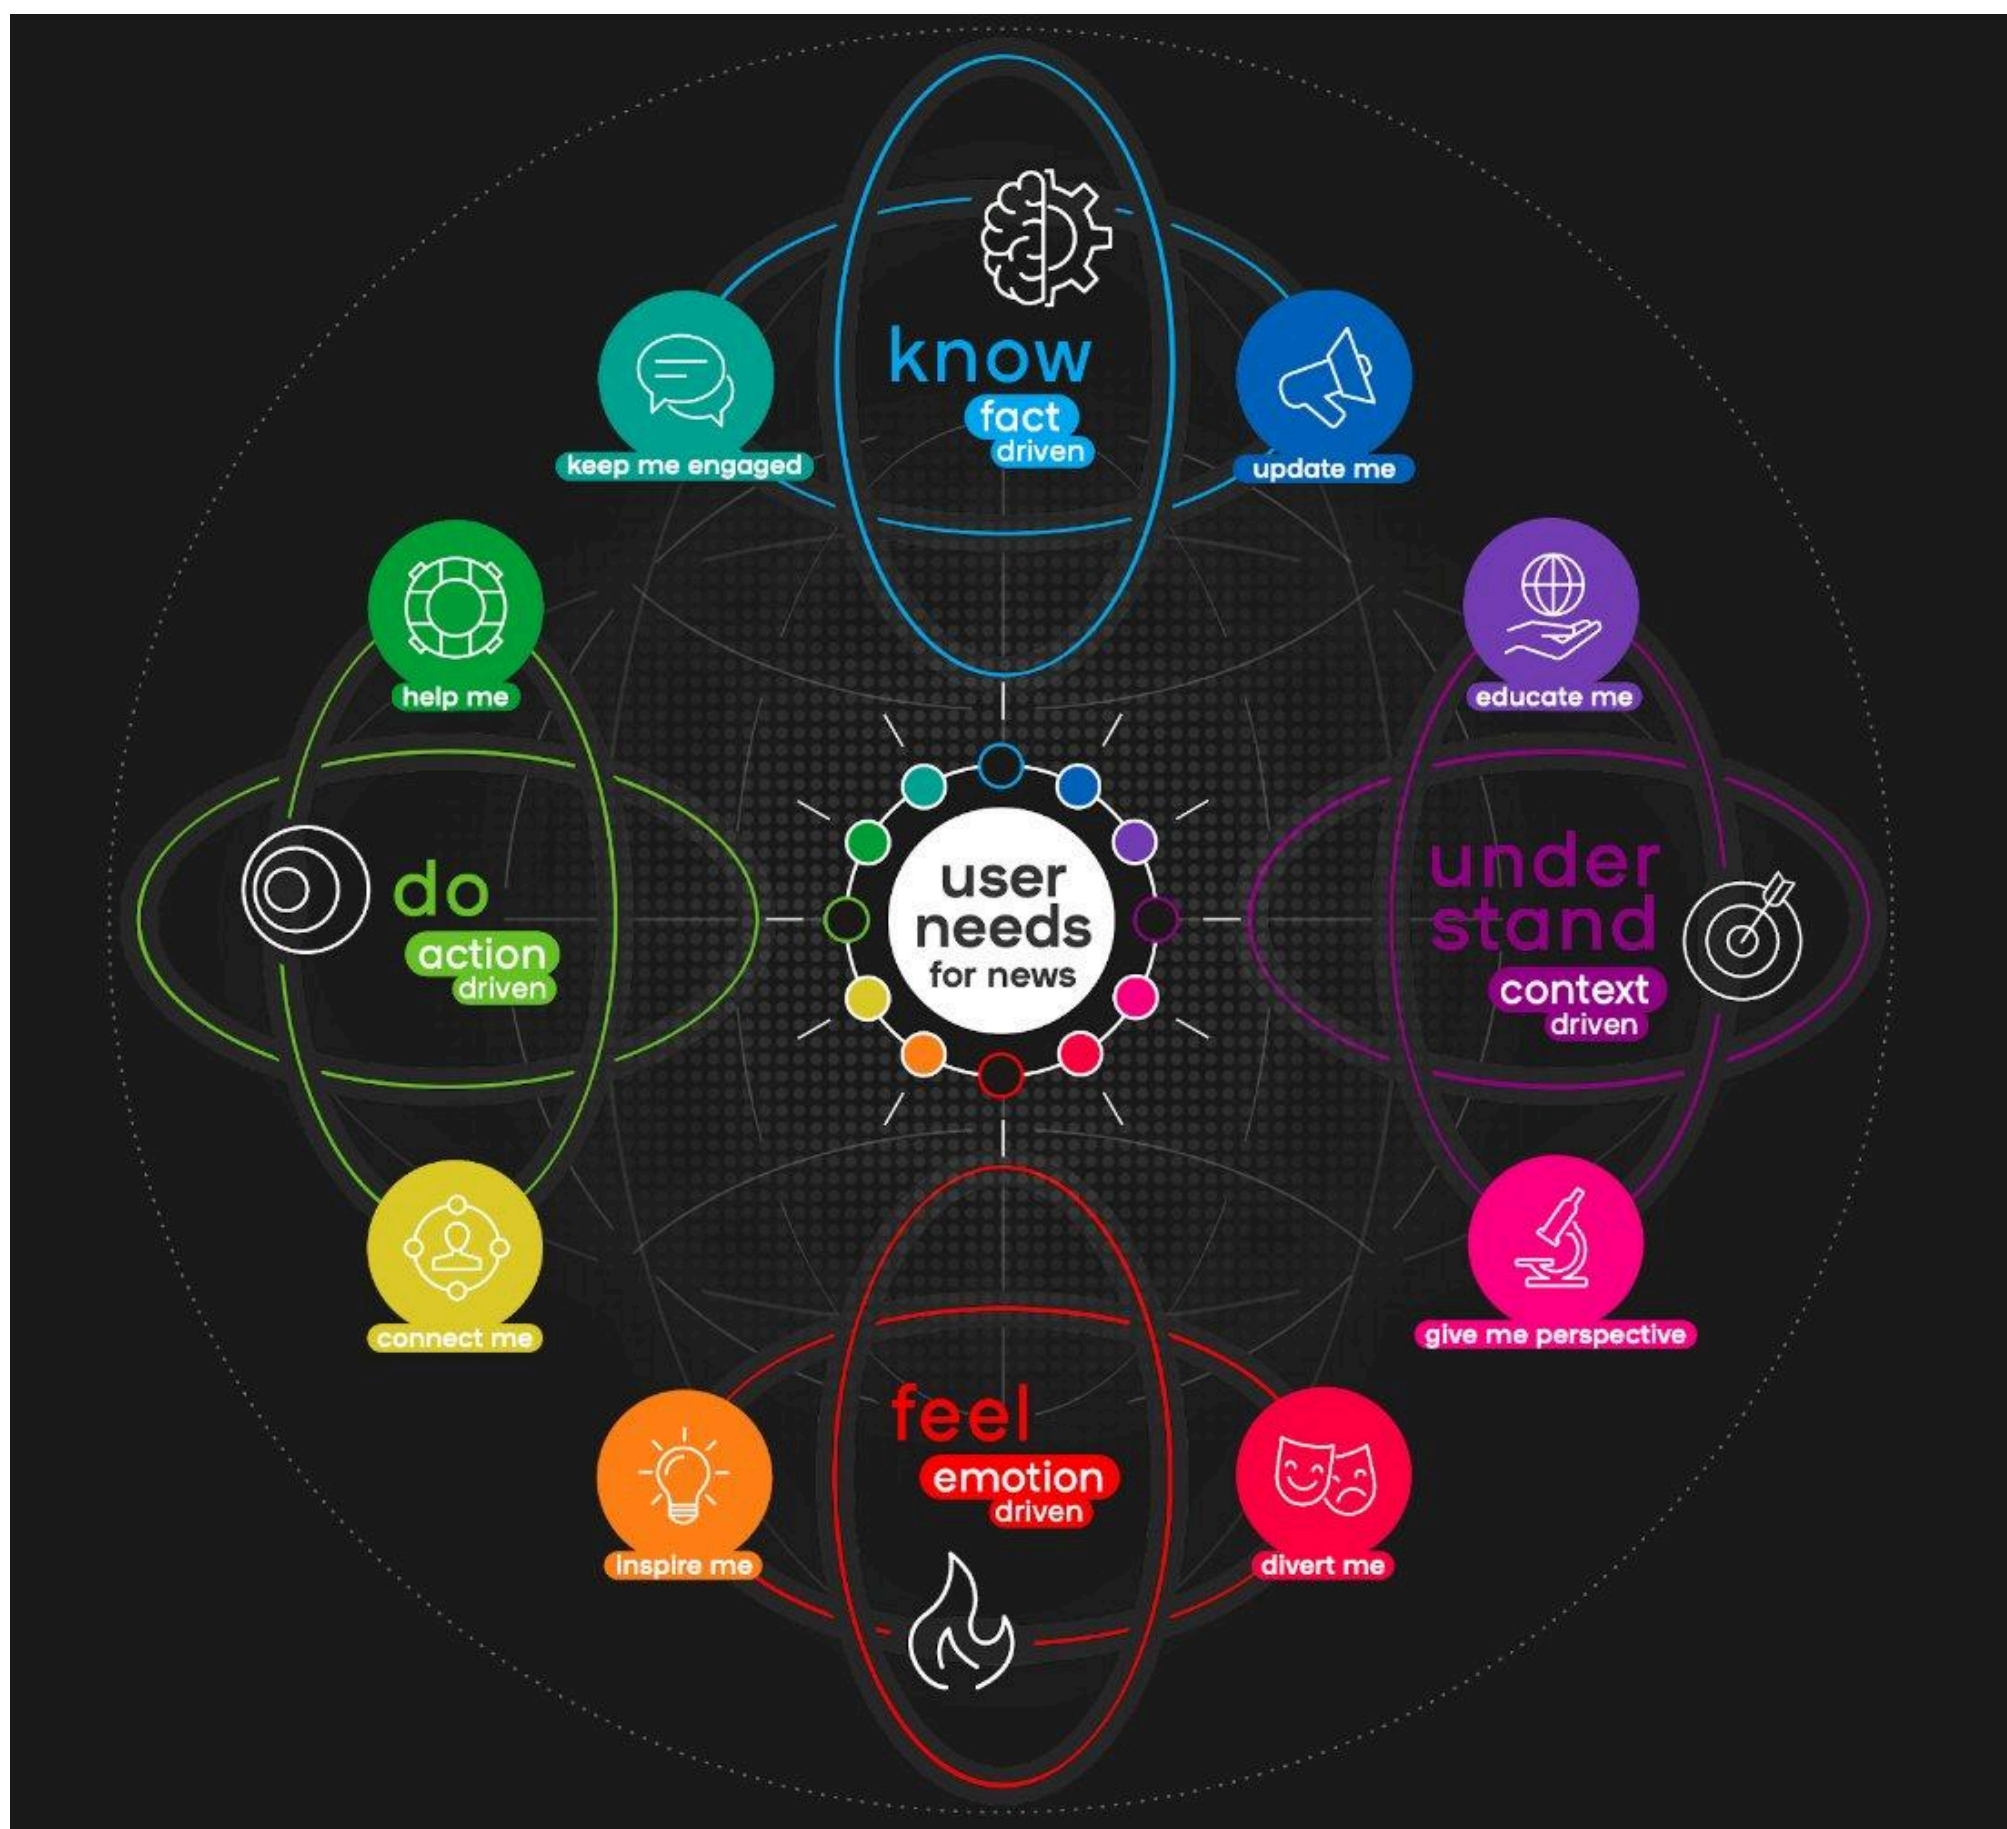 know
fact
driven
keep me engaged
update me
help me
educate me
do
action
driven
user
needs
for news
under
stand
context
driven
connect me
give me perspective
feel
emotion
driven
inspire me
divert me